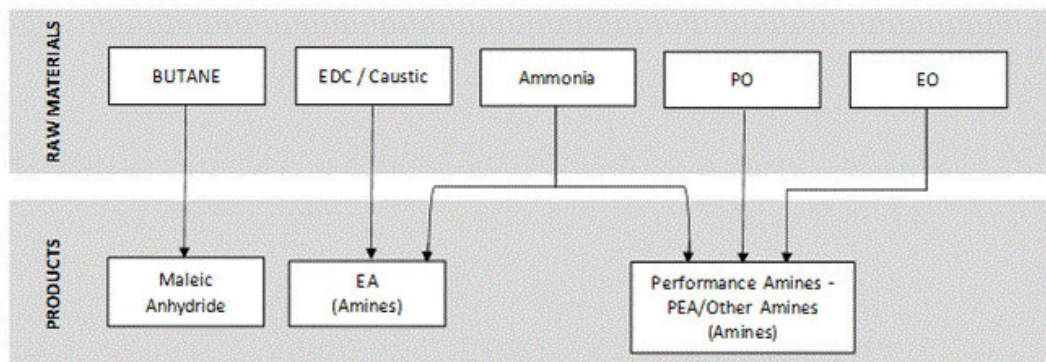 RAW MATERIALS
BUTANE
EDC / Caustic
Ammonia
PO
EO
PRODUCTS
Maleic
Anhydride
EA
(Amines)
Performance Amines -
PEA/Other Amines
(Amines)